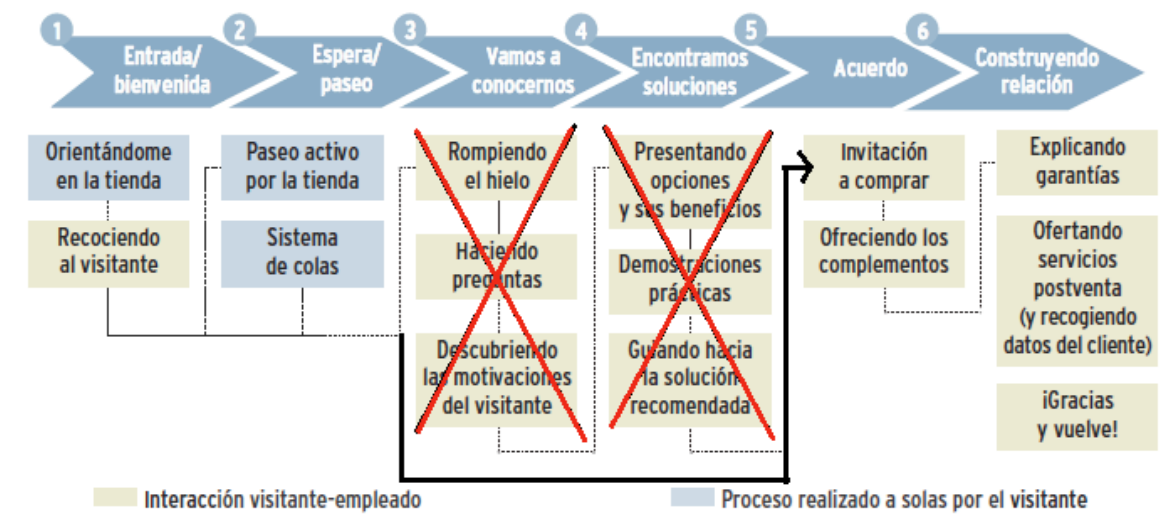 1
Entrada/
bienvenida
2
Espera/
paseo
3
Vamos a
conocernos
4
Encontramos
soluciones
5
Acuerdo
6
Construyendo
relación
Orientándome
en la tienda
Recociendo
al visitante
Paseo activo
por la tienda
Sistema
de colas
Rompiendo
el hielo
Haciendo
preguntas
Descubriendo
las motivaciones
del visitante
Presentando
opciones
y sus beneficios
Demostraciones
prácticas
Guiando hacia
la solución
recomendada
Invitación
a comprar
Ofreciendo los
complementos
Explicando
garantías
Ofertando
servicios
postventa
(y recogiendo
datos del cliente)
¡Gracias
y vuelve!
Interacción visitante-empleado
Proceso realizado a solas por el visitante